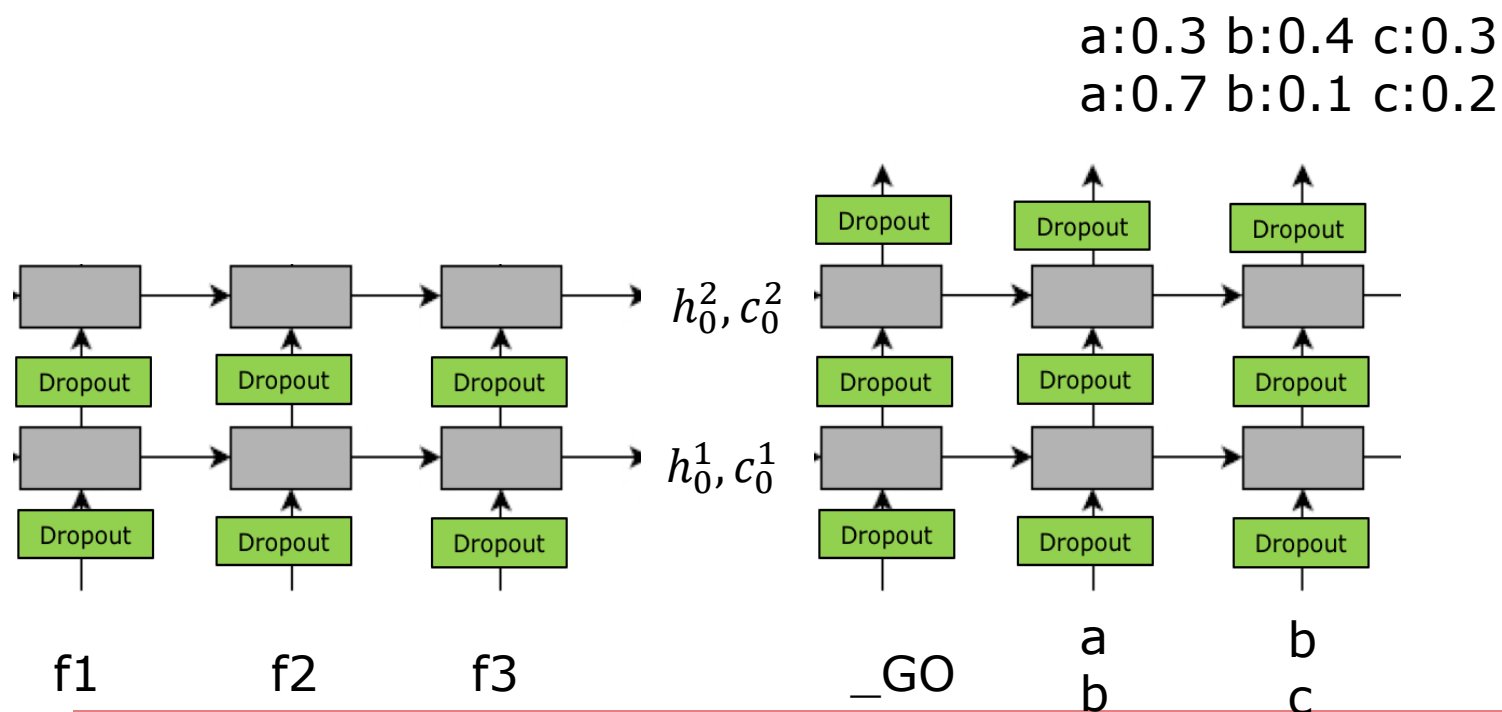 a:0.3 b:0.4 c:0.3
a:0.7 b:0.1 c:0.2
Dropout Dropout Dropout
h₀², c₀²
Dropout Dropout Dropout Dropout Dropout Dropout
h₀¹, c₀¹
Dropout Dropout Dropout Dropout Dropout Dropout
f1 f2 f3 _GO a b
b c